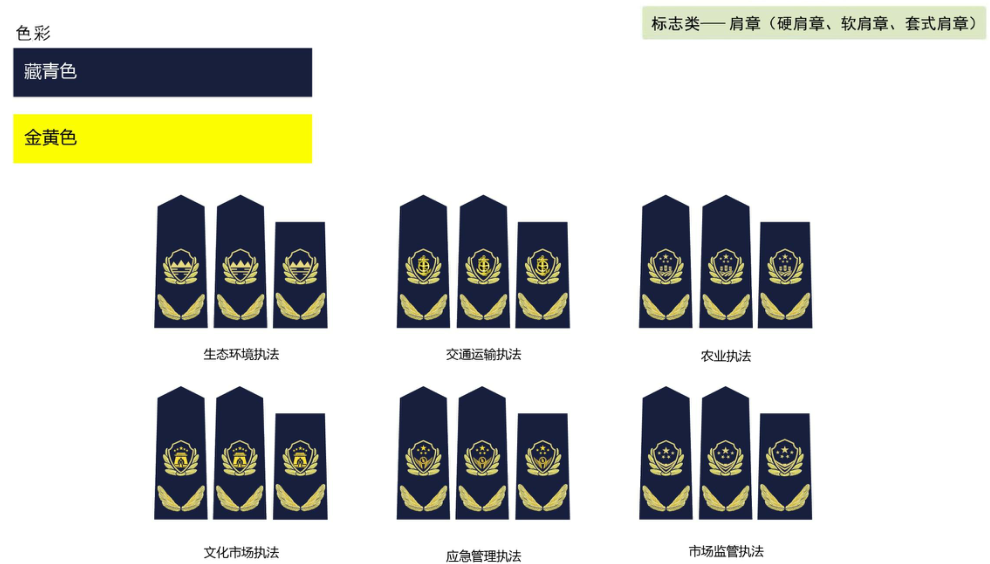 标志类—— 肩章（硬肩章、软肩章、套式肩章）
色彩
藏青色
金黄色
生态环境执法
交通运输执法
农业执法
文化市场执法
应急管理执法
市场监管执法